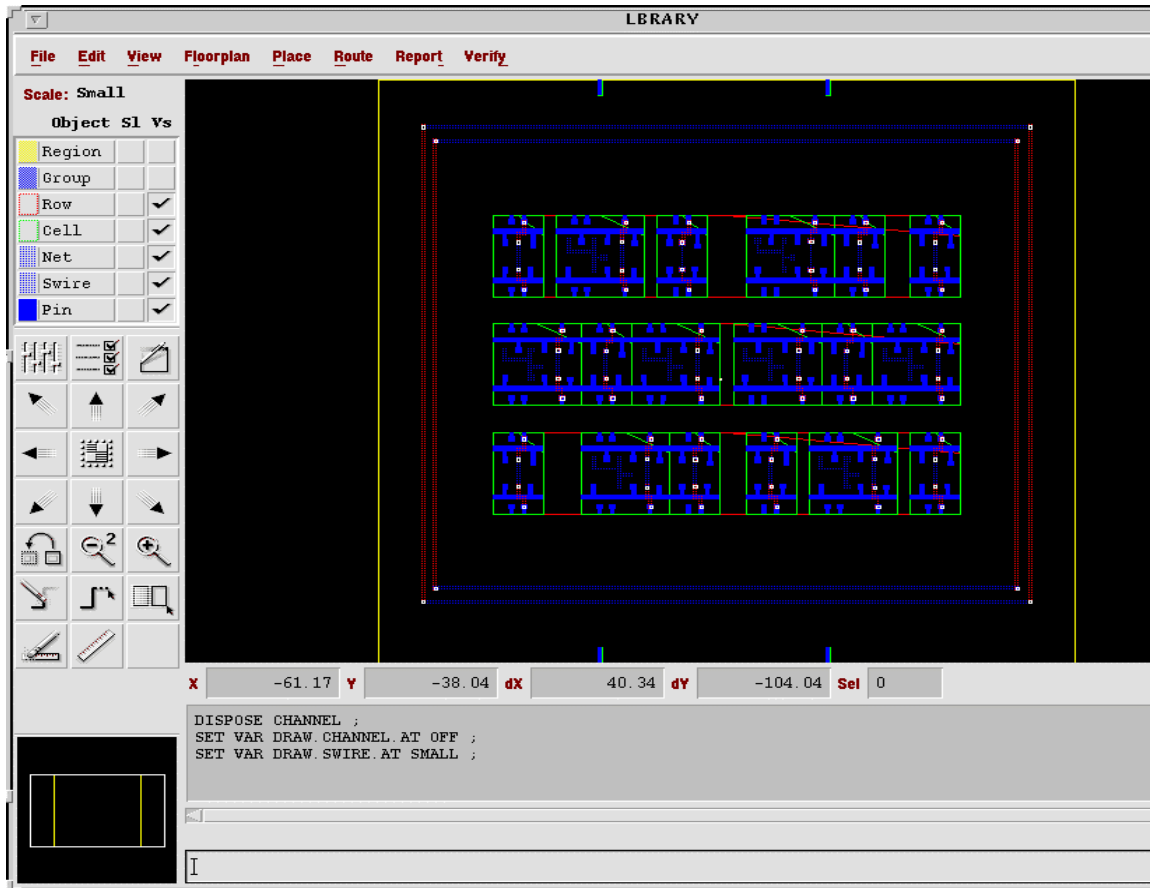 LBRARY
File Edit View Floorplan Place Route Report Verify
Scale: Small
Object Sl Vs
Region
Group
Row
Cell
Net
Swire
Pin
2
X -61.17 Y -38.04 dX 40.34 dY -104.04 Sel 0
DISPOSE CHANNEL ;
SET VAR DRAW.CHANNEL.AT OFF ;
SET VAR DRAW.SWIRE.AT SMALL ;